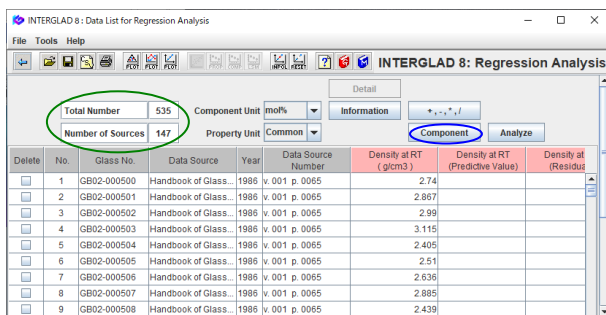 INTERGLAD 8 : Data List for Regression Analysis
File Tools Help
INTERGLAD 8: Regression Analysis
Detail
Total Number 535 Component Unit mol% Information + , - , * , /
Number of Sources 147 Property Unit Common Component Analyze
Delete No. Glass No. Data Source Year Data Source Number Density at RT ( g/cm3 ) Density at RT (Predictive Value) Density at (Residua
1 GB02-000500 Handbook of Glass... 1986 v. 001 p. 0065 2.74
2 GB02-000501 Handbook of Glass... 1986 v. 001 p. 0065 2.867
3 GB02-000502 Handbook of Glass... 1986 v. 001 p. 0065 2.99
4 GB02-000503 Handbook of Glass... 1986 v. 001 p. 0065 3.115
5 GB02-000504 Handbook of Glass... 1986 v. 001 p. 0065 2.405
6 GB02-000505 Handbook of Glass... 1986 v. 001 p. 0065 2.51
7 GB02-000506 Handbook of Glass... 1986 v. 001 p. 0065 2.636
8 GB02-000507 Handbook of Glass... 1986 v. 001 p. 0065 2.885
9 GB02-000508 Handbook of Glass... 1986 v. 001 p. 0065 2.439